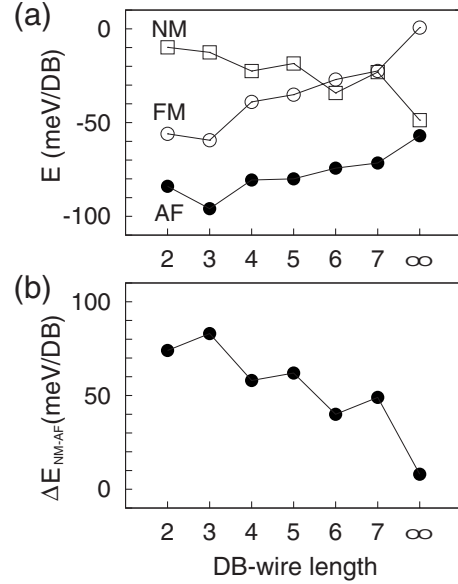 (a)
0
-50
-100
E (meV/DB)
NM
FM
AF
2 3 4 5 6 7 ∞
(b)
100
50
0
ΔE_NM-AF(meV/DB)
2 3 4 5 6 7 ∞
DB-wire length